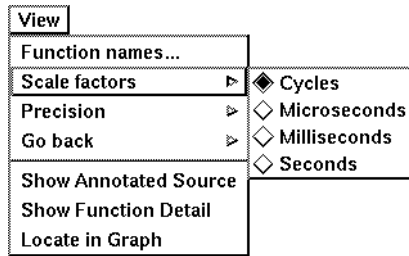 View
Function names...
Scale factors
Precision
Go back
Show Annotated Source
Show Function Detail
Locate in Graph
Cycles
Microseconds
Milliseconds
Seconds